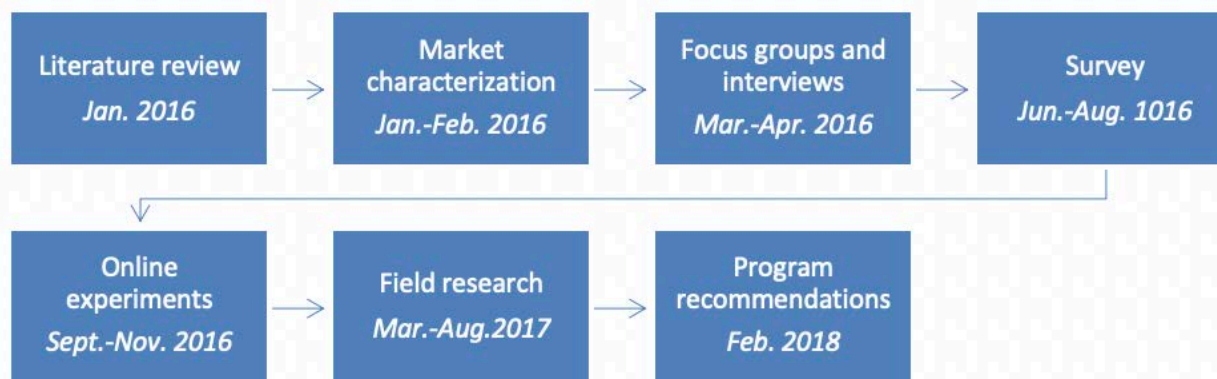 Literature review
Jan. 2016
Market
characterization
Jan.-Feb. 2016
Focus groups and
interviews
Mar.-Apr. 2016
Survey
Jun.-Aug. 1016
Online
experiments
Sept.-Nov. 2016
Field research
Mar.-Aug.2017
Program
recommendations
Feb. 2018